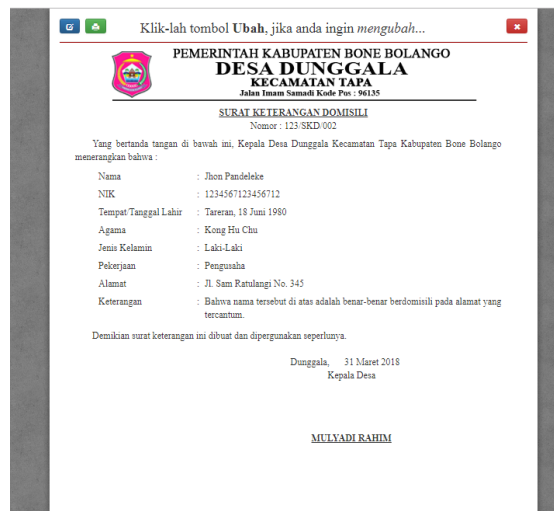 Klik-lah tombol Ubah, jika anda ingin mengubah...
PEMERINTAH KABUPATEN BONE BOLANGO
DESA DUNGGALA
KECAMATAN TAPA
Jalan Imam Samadi Kode Pos : 96135
SURAT KETERANGAN DOMISILI
Nomor : 123/SKD/002
Yang bertanda tangan di bawah ini, Kepala Desa Dunggala Kecamatan Tapa Kabupaten Bone Bolango
menerangkan bahwa :
Nama : Jhon Pandeleke
NIK : 1234567123456712
Tempat/Tanggal Lahir : Tareran, 18 Juni 1980
Agama : Kong Hu Chu
Jenis Kelamin : Laki-Laki
Pekerjaan : Pengusaha
Alamat : Jl. Sam Ratulangi No. 345
Keterangan : Bahwa nama tersebut di atas adalah benar-benar berdomisili pada alamat yang
tercantum.
Demikian surat keterangan ini dibuat dan dipergunakan seperlunya.
Dunggala, 31 Maret 2018
Kepala Desa
MULYADI RAHIM